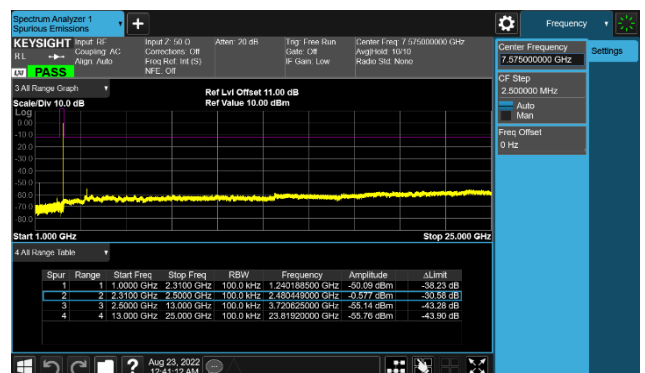 Spectrum Analyzer 1
Spurious Emissions
+
Frequency
KEYSIGHT
Input: RF
Input Z: 50 Ω
Atten: 20 dB
Trig: Free Run
Center Freq: 7.575000000 GHz
RL
Coupling: AC
Corrections: Off
Gate: Off
Avg|Hold: 10/10
Align: Auto
Freq Ref: Int (S)
IF Gain: Low
Radio Std: None
NFE: Off
LXI
PASS
Center Frequency
7.575000000 GHz
Settings
CF Step
2.500000 MHz
Auto
Man
Freq Offset
0 Hz
3 All Range Graph
Ref Lvl Offset 11.00 dB
Scale/Div 10.0 dB
Ref Value 10.00 dBm
Log
0.00
-10.0
-20.0
-30.0
-40.0
-50.0
-60.0
-70.0
-80.0
Start 1.000 GHz
Stop 25.000 GHz
4 All Range Table
Spur Range Start Freq Stop Freq RBW Frequency Amplitude ΔLimit
1 1 1.0000 GHz 2.3100 GHz 100.0 kHz 1.240188500 GHz -50.09 dBm -38.23 dB
2 2 2.3100 GHz 2.5000 GHz 100.0 kHz 2.480449000 GHz -0.577 dBm -30.58 dB
3 3 2.5000 GHz 13.000 GHz 100.0 kHz 3.720625000 GHz -55.14 dBm -43.28 dB
4 4 13.000 GHz 25.000 GHz 100.0 kHz 23.81920000 GHz -55.76 dBm -43.90 dB
?
Aug 23, 2022
12:41:12 AM